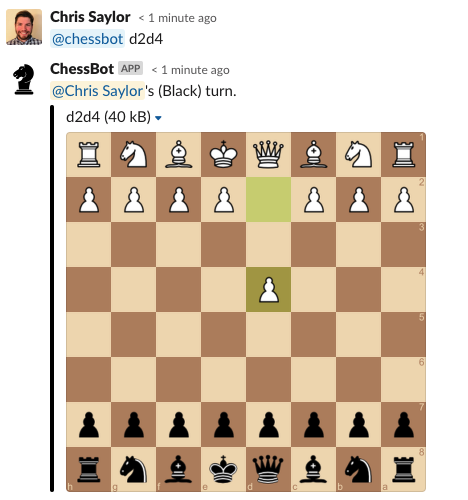 Chris Saylor < 1 minute ago
@chessbot d2d4
ChessBot APP < 1 minute ago
@Chris Saylor's (Black) turn.
d2d4 (40 kB)
1
2
3
4
5
6
7
8
h g f e d c b a